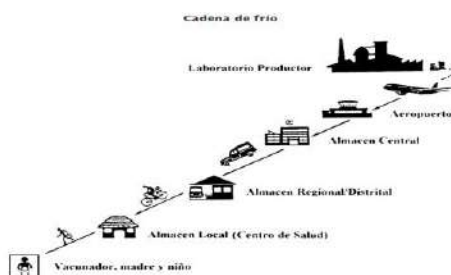 Cadena de frío
Laboratorio Productor
Aeropuerto
Almacen Central
Almacen Regional/Distrital
Almacen Local (Centro de Salud)
Vacunador, madre y niño